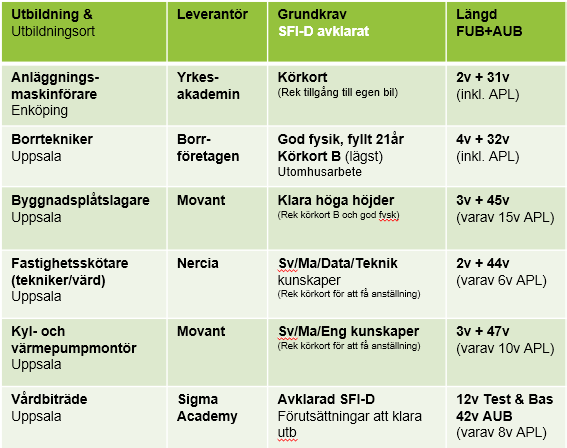 Utbildning &
Utbildningsort
Leverantör
Grundkrav
SFI-D avklarat
Längd
FUB+AUB
Anläggnings-
maskinförare
Enköping
Yrkes-
akademin
Körkort
(Rek tillgång till egen bil)
2v + 31v
(inkl. APL)
Borrtekniker
Uppsala
Borr-
företagen
God fysik, fyllt 21år
Körkort B (lägst)
Utomhusarbete
4v + 32v
(inkl. APL)
Byggnadsplåtslagare
Uppsala
Movant
Klara höga höjder
(Rek körkort B och god fysk)
3v + 45v
(varav 15v APL)
Fastighetsskötare
(tekniker/värd)
Uppsala
Nercia
Sv/Ma/Data/Teknik
kunskaper
(Rek körkort för att få anställning)
2v + 44v
(varav 6v APL)
Kyl- och
värmepumpmontör
Uppsala
Movant
Sv/Ma/Eng kunskaper
(Rek körkort för att få anställning)
3v + 47v
(varav 10v APL)
Vårdbiträde
Uppsala
Sigma
Academy
Avklarad SFI-D
Förutsättningar att klara
utb
12v Test & Bas
42v AUB
(varav 8v APL)